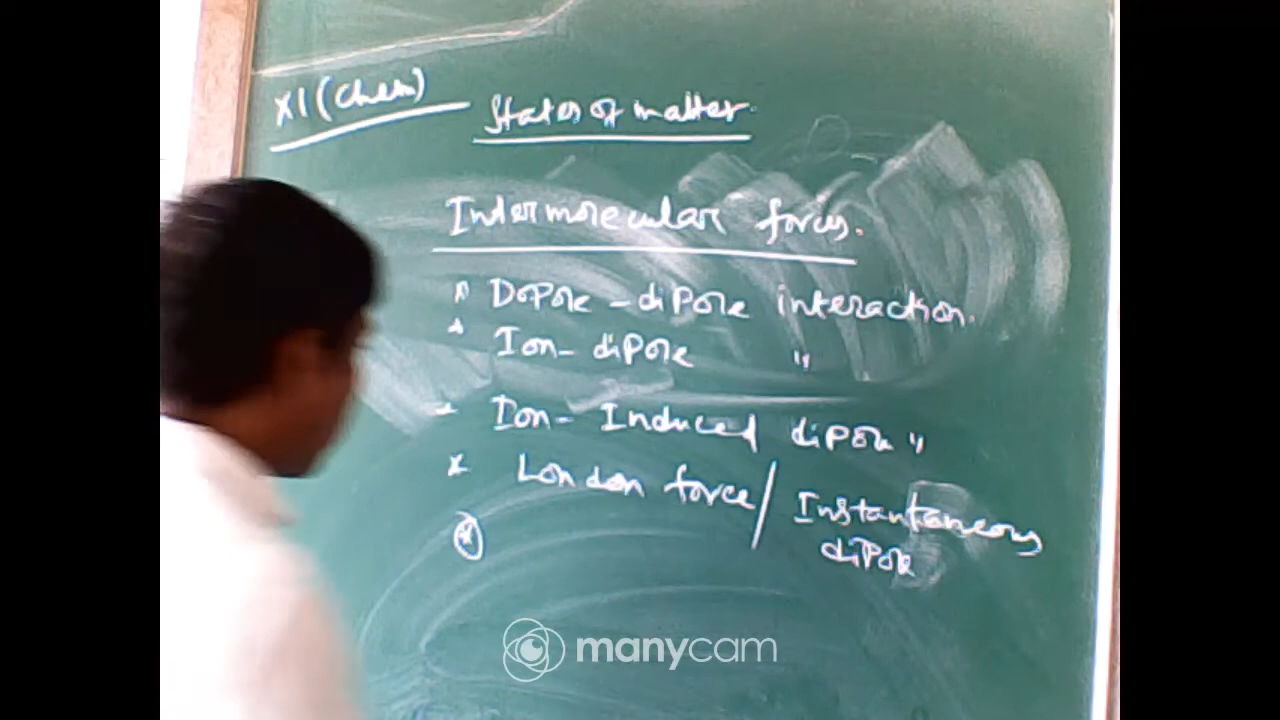 XI (Chem)
States of matter.
Intermolecular forces.
* Dipole - dipole interaction.
* Ion - dipole "
* Ion - Induced dipole "
* London force / Instantaneous
dipole
*
manycam